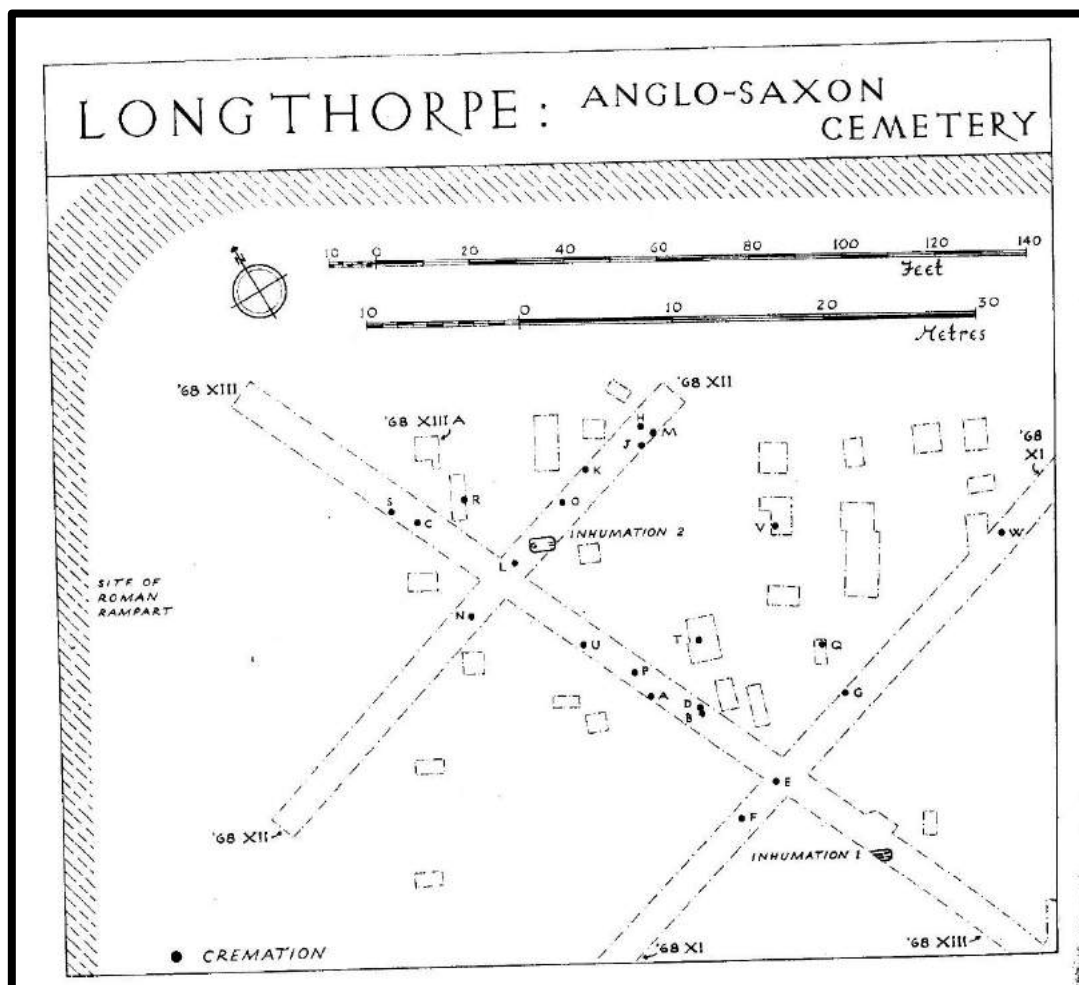 LONGTHORPE: ANGLO-SAXON
CEMETERY
N
10 0 20 40 60 80 100 120 140
Feet
10 0 10 20 30
Metres
'68 XIII
'68 XII
'68 XIII A
H
M
J
'68
XI
K
R
S
O
C
V
INHUMATION 2
W
L
SITE OF
ROMAN
RAMPART
N
U
T
Q
P
A
D
B
G
E
F
'68 XII
INHUMATION 1
CREMATION
'68 XI
'68 XIII